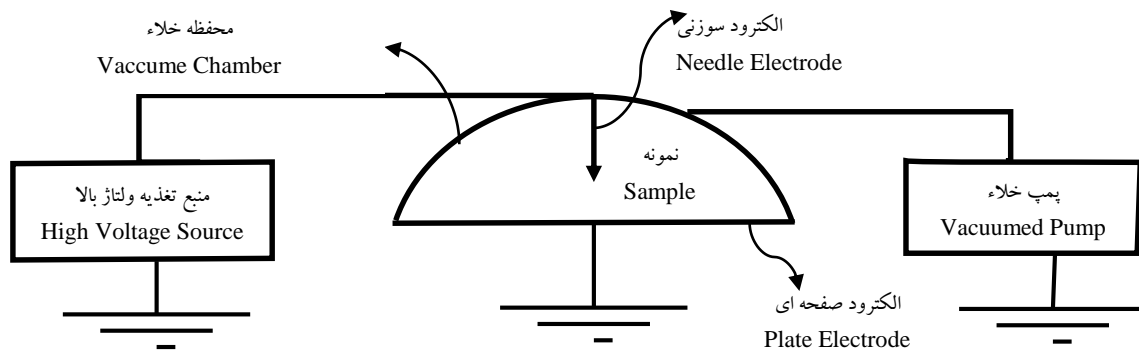 محفظه خلاء
Vaccume Chamber
الکترود سوزنی
Needle Electrode
منبع تغذیه ولتاژ بالا
High Voltage Source
نمونه
Sample
پمپ خلاء
Vacuumed Pump
الکترود صفحه ای
Plate Electrode